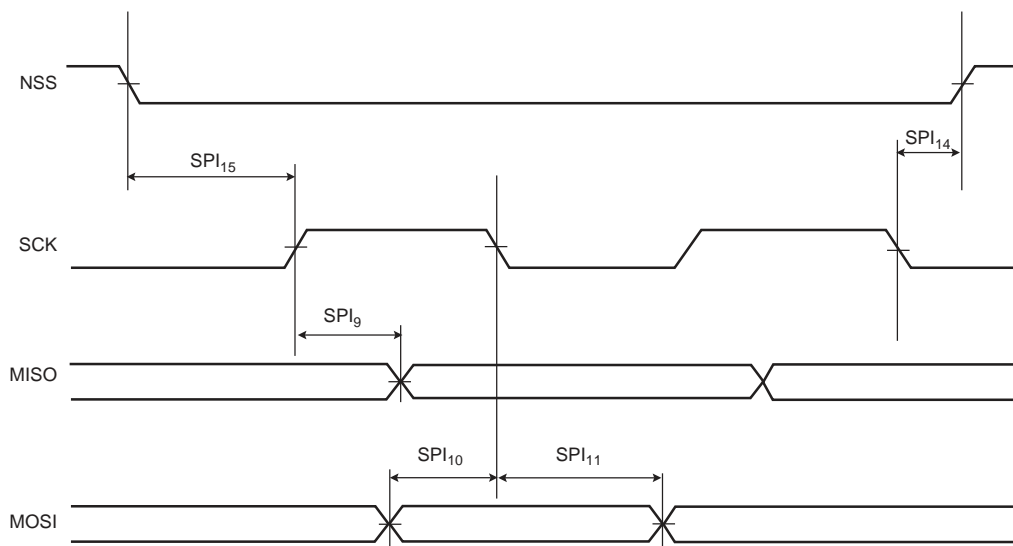 NSS
SPI₁₄
SPI₁₅
SCK
SPI₉
MISO
SPI₁₀
SPI₁₁
MOSI